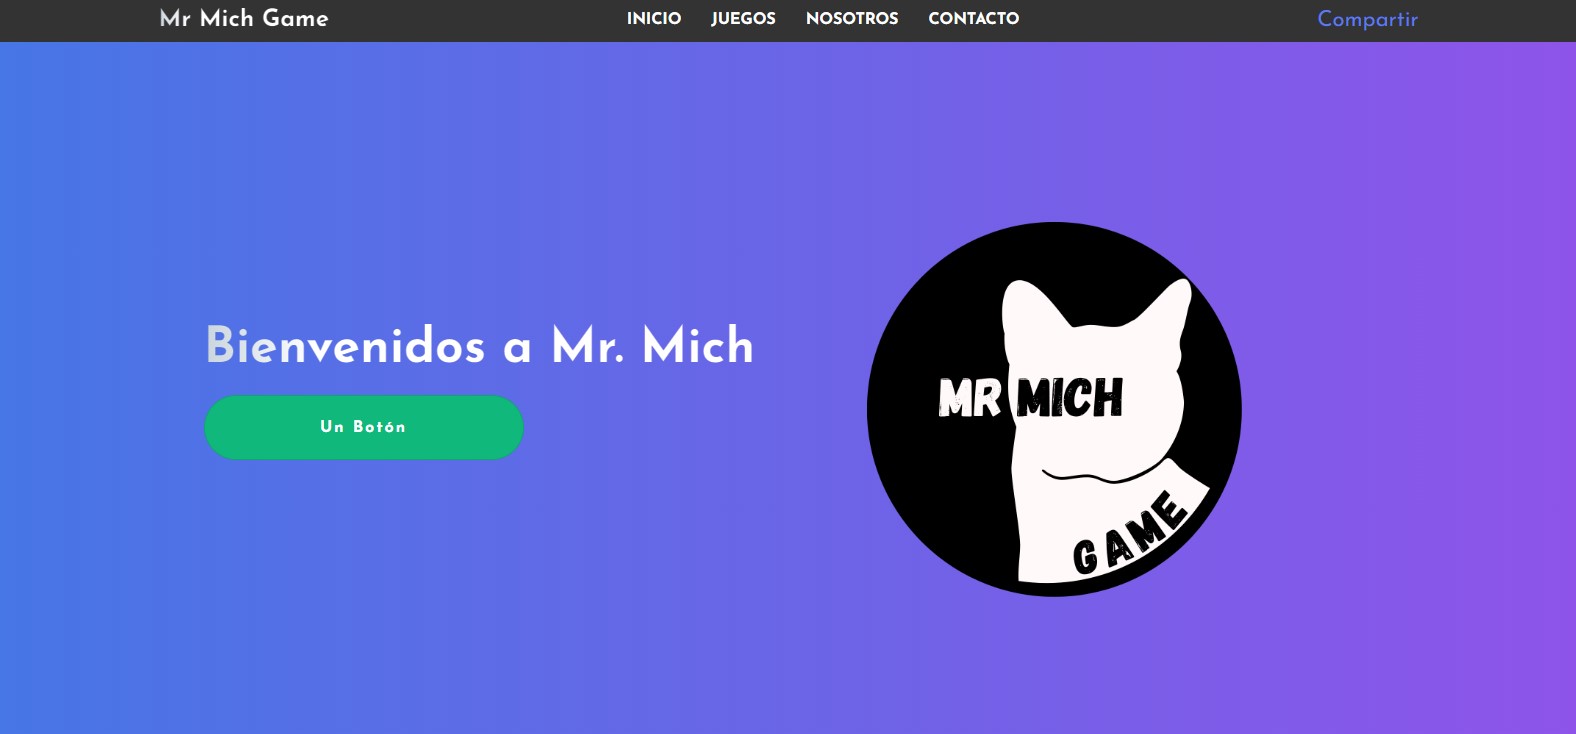 Mr Mich Game
INICIO JUEGOS NOSOTROS CONTACTO
Compartir
Bienvenidos a Mr. Mich
Un Botón
MR MICH
GAME